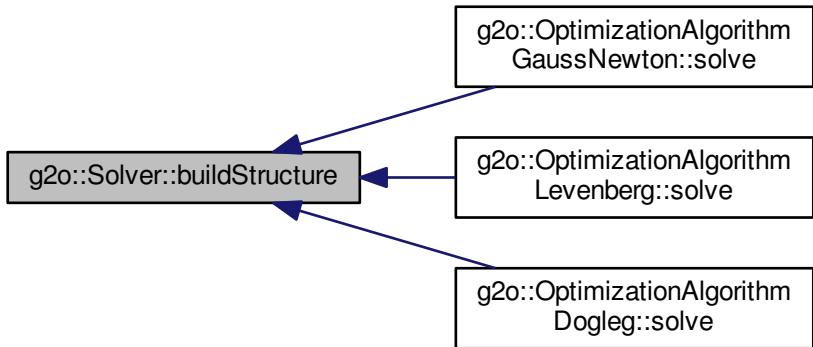 g2o::OptimizationAlgorithm
GaussNewton::solve
g2o::Solver::buildStructure
g2o::OptimizationAlgorithm
Levenberg::solve
g2o::OptimizationAlgorithm
Dogleg::solve